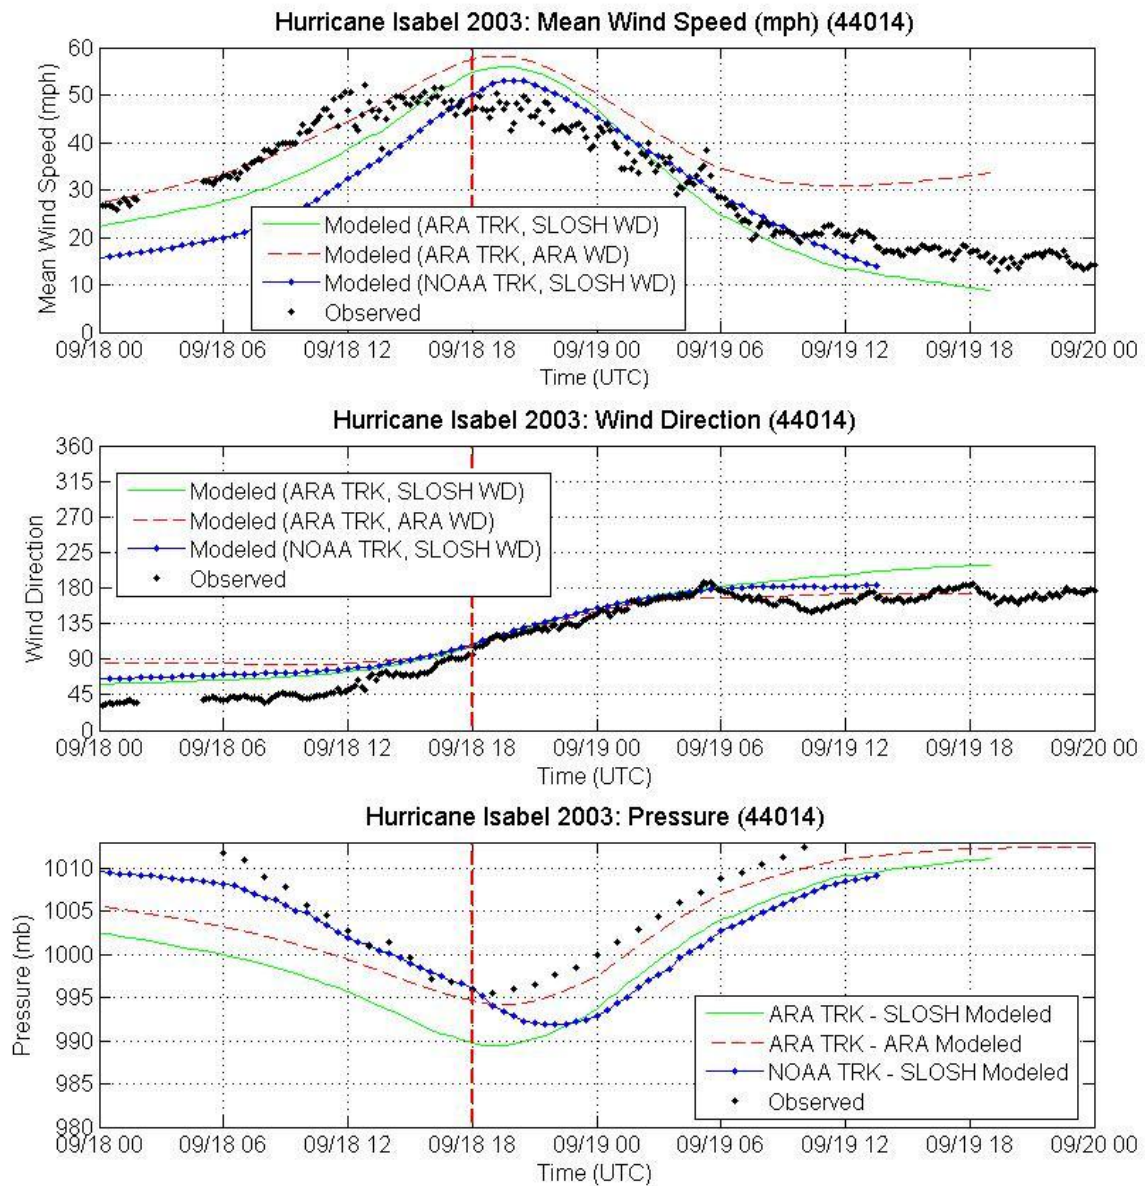 Hurricane Isabel 2003: Mean Wind Speed (mph) (44014)
60
50
40
30
20
10
0
Mean Wind Speed (mph)
Modeled (ARA TRK, SLOSH WD)
Modeled (ARA TRK, ARA WD)
Modeled (NOAA TRK, SLOSH WD)
Observed
09/18 00 09/18 06 09/18 12 09/18 18 09/19 00 09/19 06 09/19 12 09/19 18 09/20 00
Time (UTC)
Hurricane Isabel 2003: Wind Direction (44014)
360
315
270
225
180
135
90
45
0
Wind Direction
Modeled (ARA TRK, SLOSH WD)
Modeled (ARA TRK, ARA WD)
Modeled (NOAA TRK, SLOSH WD)
Observed
09/18 00 09/18 06 09/18 12 09/18 18 09/19 00 09/19 06 09/19 12 09/19 18 09/20 00
Time (UTC)
Hurricane Isabel 2003: Pressure (44014)
1010
1005
1000
995
990
985
980
Pressure (mb)
ARA TRK - SLOSH Modeled
ARA TRK - ARA Modeled
NOAA TRK - SLOSH Modeled
Observed
09/18 00 09/18 06 09/18 12 09/18 18 09/19 00 09/19 06 09/19 12 09/19 18 09/20 00
Time (UTC)